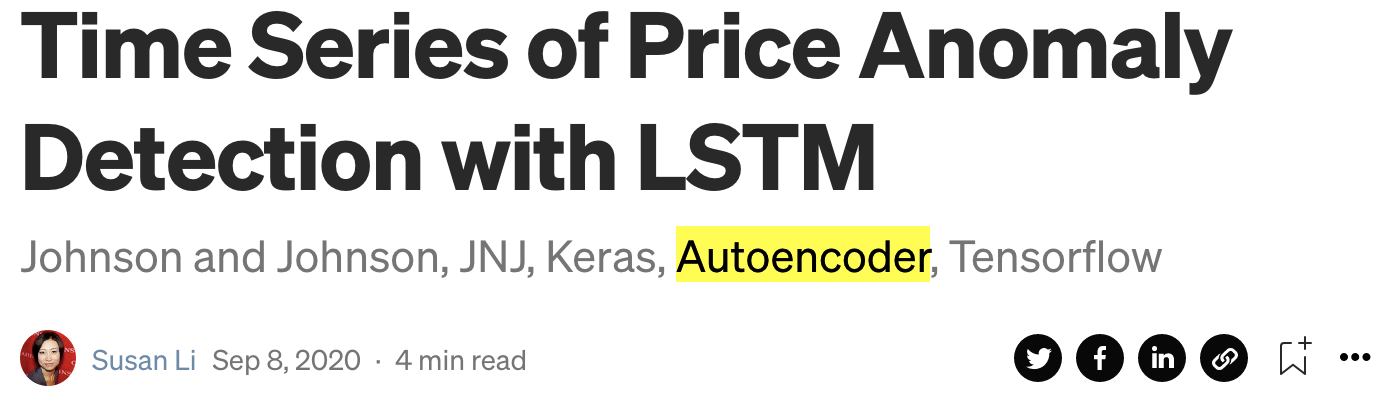 Time Series of Price Anomaly
Detection with LSTM
Johnson and Johnson, JNJ, Keras, Autoencoder, Tensorflow
Susan Li Sep 8, 2020 · 4 min read